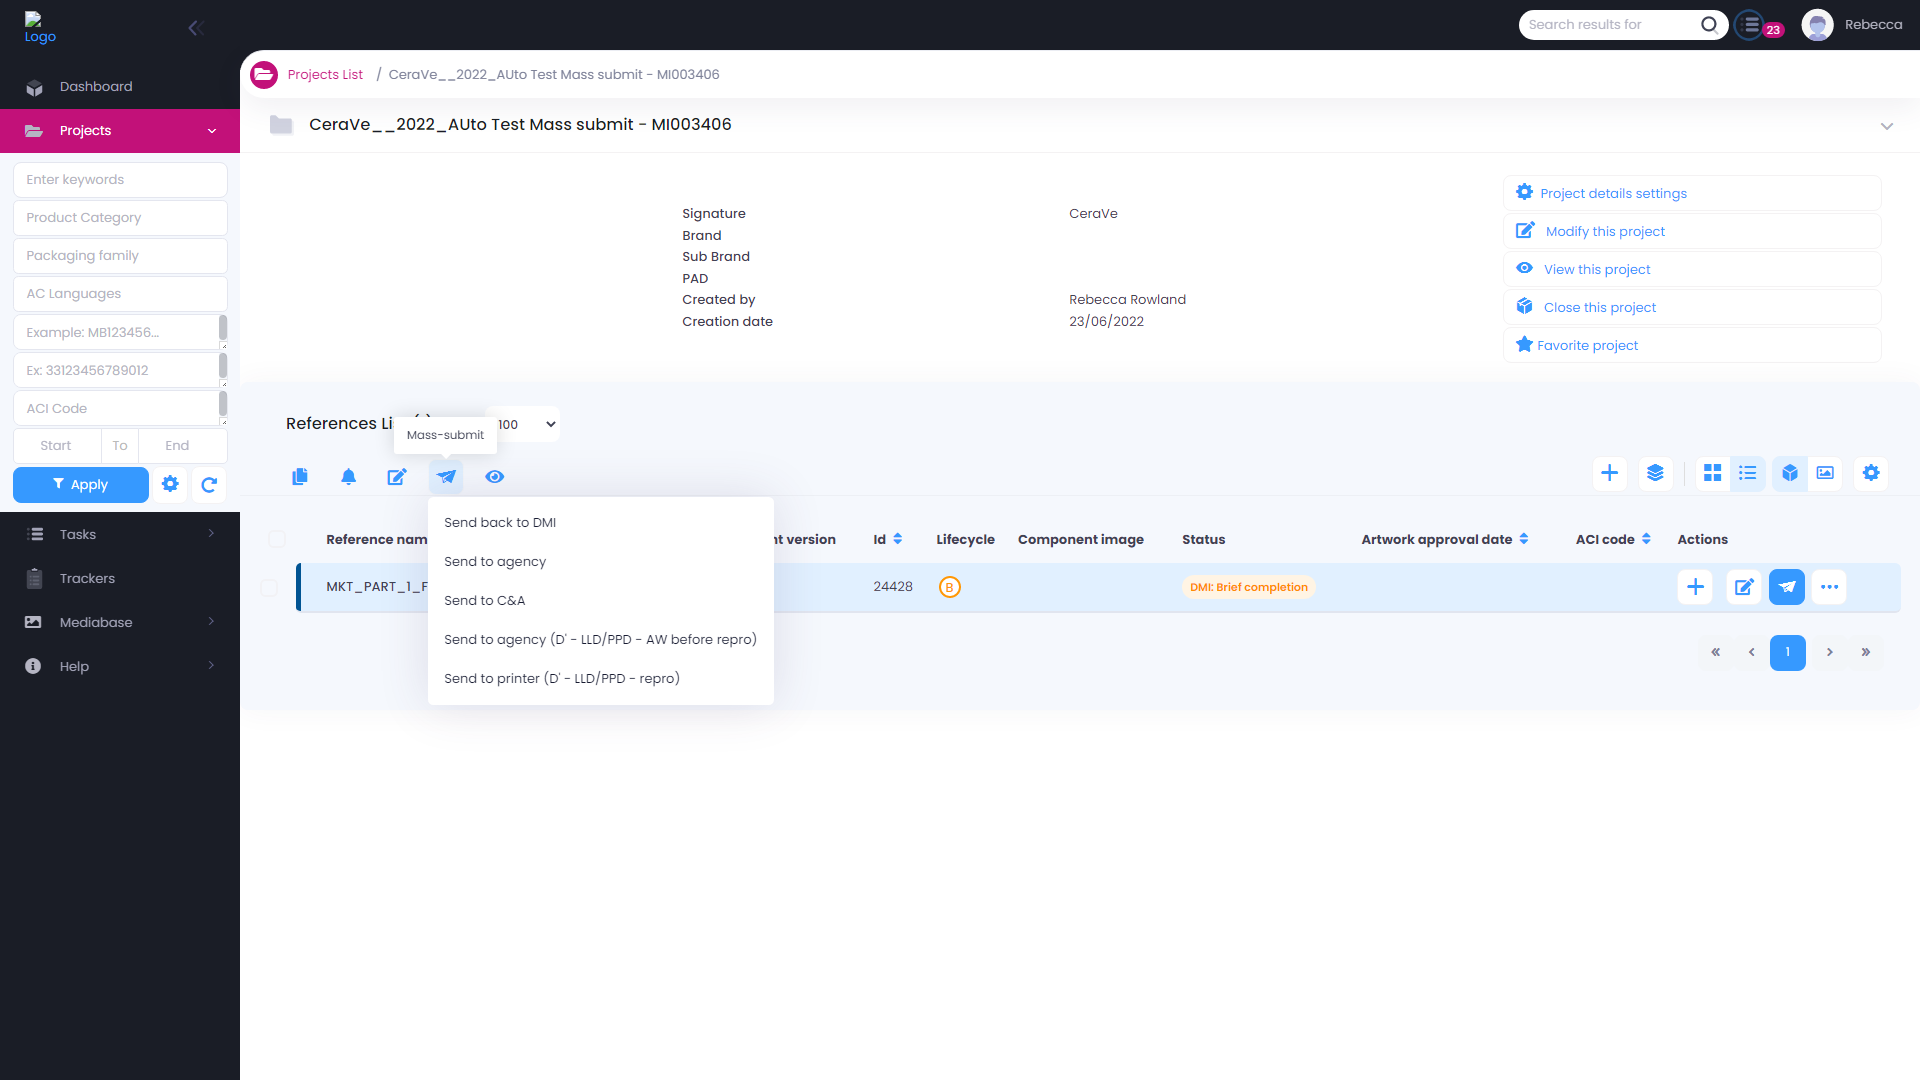 Logo
Search results for
23
Rebecca
Dashboard
Projects
Projects List / CeraVe__2022_AUto Test Mass submit - MI003406
CeraVe__2022_AUto Test Mass submit - MI003406
Enter keywords
Product Category
Packaging family
AC Languages
Example: MB123456...
Ex: 33123456789012
ACI Code
Start To End
Apply
Tasks
Trackers
Mediabase
Help
Signature CeraVe
Brand
Sub Brand
PAD
Created by Rebecca Rowland
Creation date 23/06/2022
Project details settings
Modify this project
View this project
Close this project
Favorite project
References
100
Mass-submit
Send back to DMI
Send to agency
Send to C&A
Send to agency (D' - LLD/PPD - AW before repro)
Send to printer (D' - LLD/PPD - repro)
Reference nam version Id Lifecycle Component image Status Artwork approval date ACI code Actions
MKT_PART_1_F 24428 B DMI: Brief completion
« ‹ 1 › »